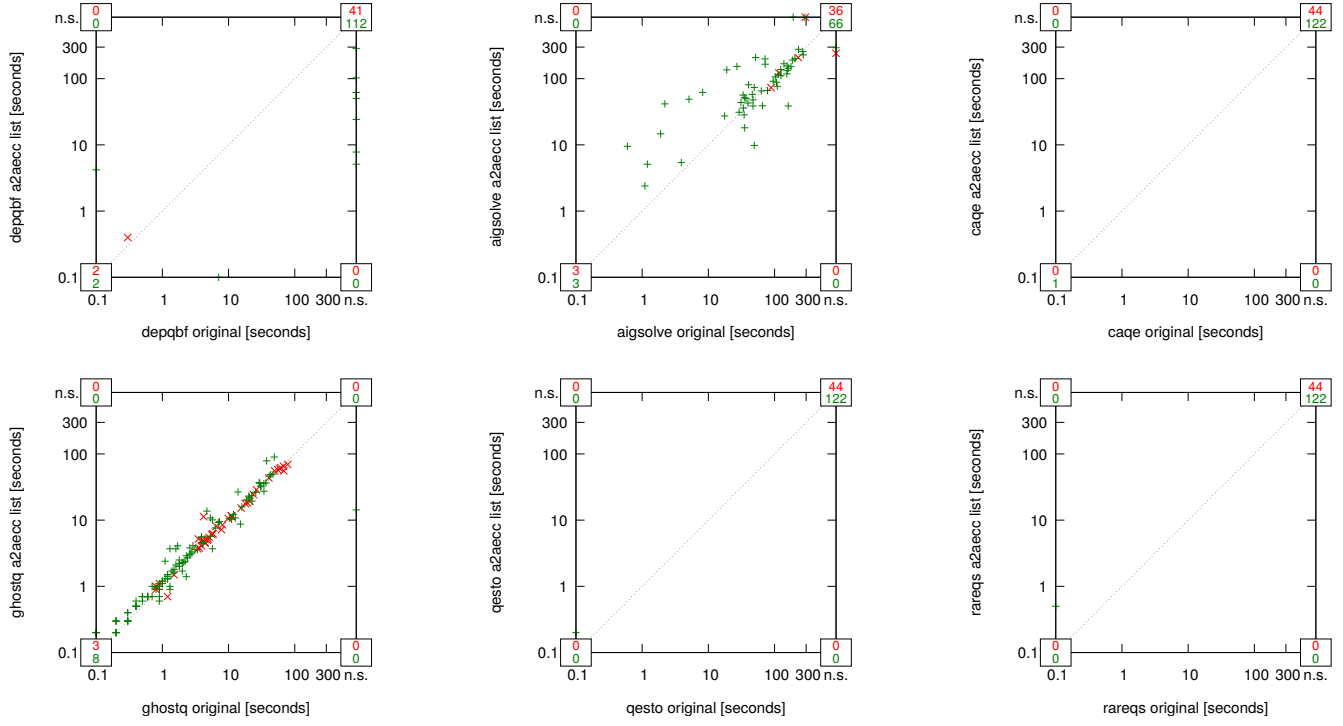 0 41
n.s. 0 112
300
100
10
1
0.1 2 0
2 0
0.1 1 10 100 300 n.s.
depqbf a2aecc list [seconds]
depqbf original [seconds]
0 36
n.s. 0 66
300
100
10
1
0.1 3 0
3 0
0.1 1 10 100 300 n.s.
aigsolve a2aecc list [seconds]
aigsolve original [seconds]
0 44
n.s. 0 122
300
100
10
1
0.1 0 0
1 0
0.1 1 10 100 300 n.s.
caqe a2aecc list [seconds]
caqe original [seconds]
0 0
n.s. 0 0
300
100
10
1
0.1 3 0
8 0
0.1 1 10 100 300 n.s.
ghostq a2aecc list [seconds]
ghostq original [seconds]
0 44
n.s. 0 122
300
100
10
1
0.1 0 0
0 0
0.1 1 10 100 300 n.s.
qesto a2aecc list [seconds]
qesto original [seconds]
0 44
n.s. 0 122
300
100
10
1
0.1 0 0
0 0
0.1 1 10 100 300 n.s.
rareqs a2aecc list [seconds]
rareqs original [seconds]